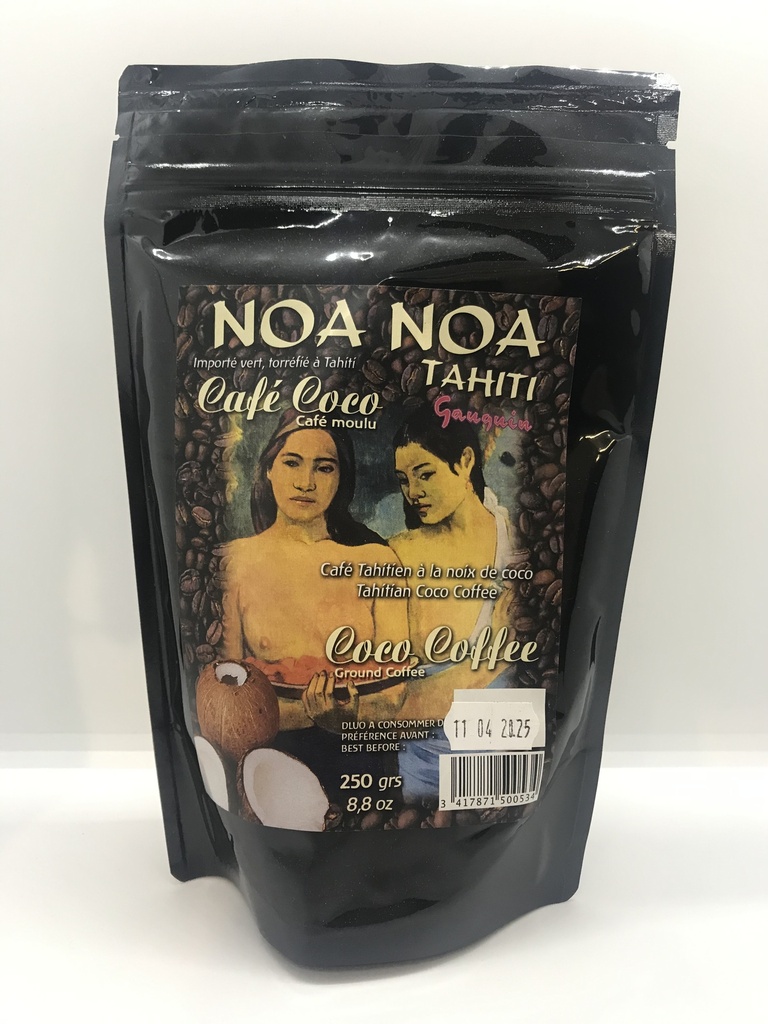 NOA NOA
TAHITI
Gauguin
Importé vert, torréfié à Tahiti
Café Coco
Café moulu
Café Tahitien à la noix de coco
Tahitian Coco Coffee
Coco Coffee
Ground Coffee
DLUO A CONSOMMER D
PRÉFÉRENCE AVANT :
BEST BEFORE :
11 04 2025
250 grs
8,8 oz
3 417871 500534